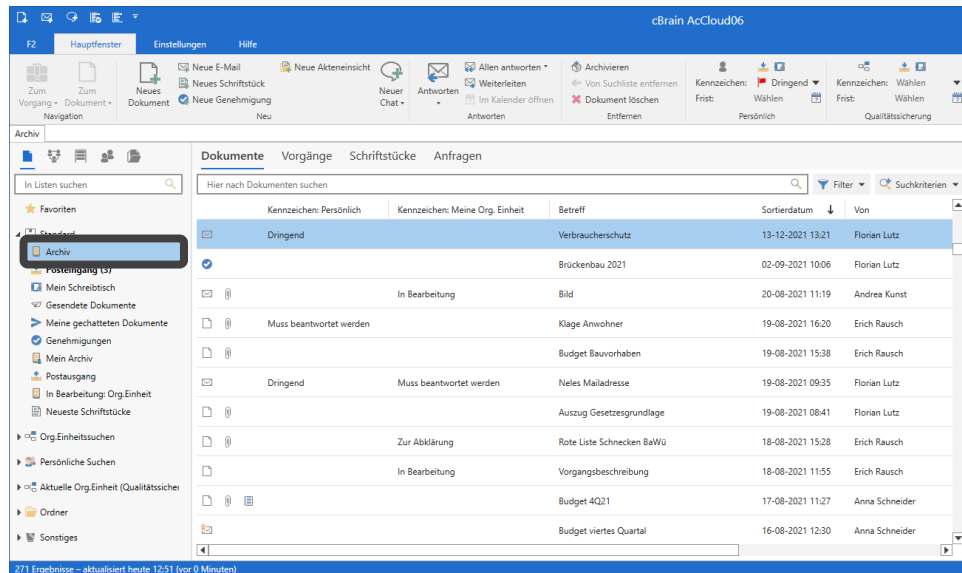 cBrain AcCloud06
F2 Hauptfenster Einstellungen Hilfe
Zum Vorgang
Zum Dokument
Neues Dokument
Neue E-Mail
Neues Schriftstück
Neue Genehmigung
Neue Akteneinsicht
Neuer Chat
Antworten
Allen antworten
Weiterleiten
Im Kalender öffnen
Archivieren
Von Suchliste entfernen
Dokument löschen
Kennzeichen: Dringend
Frist: Wählen
Kennzeichen: Wählen
Frist: Wählen
Navigation Neu Antworten Entfernen Persönlich Qualitätssicherung
Archiv
In Listen suchen
Favoriten
Standard
Archiv
Posteingang (3)
Mein Schreibtisch
Gesendete Dokumente
Meine gechatteten Dokumente
Genehmigungen
Mein Archiv
Postausgang
In Bearbeitung: Org.Einheit
Neueste Schriftstücke
Org.Einheitssuchen
Persönliche Suchen
Aktuelle Org.Einheit (Qualitätssicher
Ordner
Sonstiges
Dokumente Vorgänge Schriftstücke Anfragen
Hier nach Dokumenten suchen
Filter Suchkriterien
Kennzeichen: Persönlich Kennzeichen: Meine Org. Einheit Betreff Sortierdatum ↓ Von
Dringend Verbraucherschutz 13-12-2021 13:21 Florian Lutz
Brückenbau 2021 02-09-2021 10:06 Florian Lutz
In Bearbeitung Bild 20-08-2021 11:19 Andrea Kunst
Muss beantwortet werden Klage Anwohner 19-08-2021 16:20 Erich Rausch
Budget Bauvorhaben 19-08-2021 15:38 Erich Rausch
Dringend Muss beantwortet werden Neles Mailadresse 19-08-2021 09:35 Florian Lutz
Auszug Gesetzesgrundlage 19-08-2021 08:41 Florian Lutz
Zur Abklärung Rote Liste Schnecken BaWü 18-08-2021 15:28 Erich Rausch
In Bearbeitung Vorgangsbeschreibung 18-08-2021 11:55 Erich Rausch
Budget 4Q21 17-08-2021 11:27 Anna Schneider
Budget viertes Quartal 16-08-2021 12:30 Anna Schneider
271 Ergebnisse – aktualisiert heute 12:51 (vor 0 Minuten)